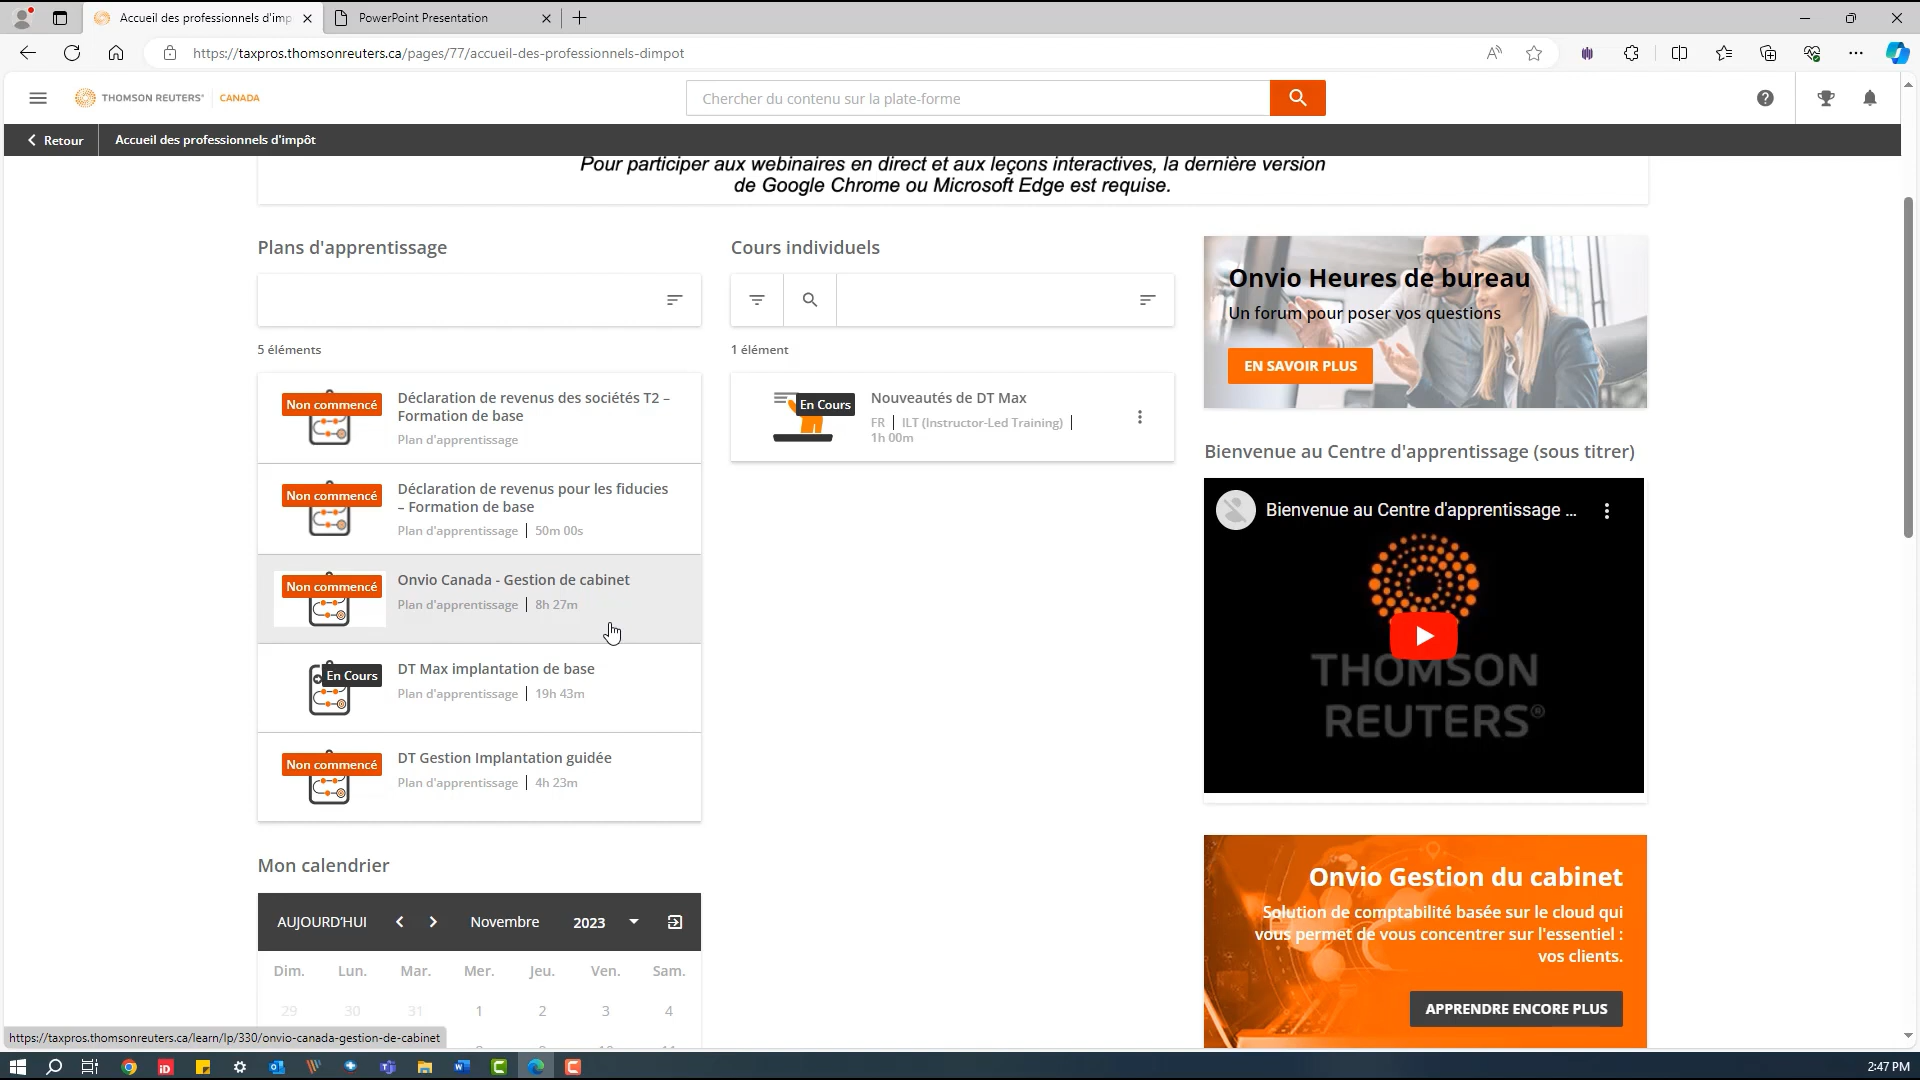 Accueil des professionnels d'imp
PowerPoint Presentation
https://taxpros.thomsonreuters.ca/pages/77/accueil-des-professionnels-dimpot
THOMSON REUTERS® CANADA
Chercher du contenu sur la plate-forme
Retour
Accueil des professionnels d'impôt
Pour participer aux webinaires en direct et aux leçons interactives, la dernière version
de Google Chrome ou Microsoft Edge est requise.
Plans d'apprentissage
5 éléments
Non commencé
Déclaration de revenus des sociétés T2 –
Formation de base
Plan d'apprentissage
Non commencé
Déclaration de revenus pour les fiducies
– Formation de base
Plan d'apprentissage | 50m 00s
Non commencé
Onvio Canada - Gestion de cabinet
Plan d'apprentissage | 8h 27m
En Cours
DT Max implantation de base
Plan d'apprentissage | 19h 43m
Non commencé
DT Gestion Implantation guidée
Plan d'apprentissage | 4h 23m
Mon calendrier
AUJOURD'HUI Novembre 2023
Dim. Lun. Mar. Mer. Jeu. Ven. Sam.
29 30 31 1 2 3 4
Cours individuels
1 élément
En Cours
Nouveautés de DT Max
FR | ILT (Instructor-Led Training) |
1h 00m
Onvio Heures de bureau
Un forum pour poser vos questions
EN SAVOIR PLUS
Bienvenue au Centre d'apprentissage (sous titrer)
Bienvenue au Centre d'apprentissage ...
THOMSON
REUTERS®
Onvio Gestion du cabinet
Solution de comptabilité basée sur le cloud qui
vous permet de vous concentrer sur l'essentiel :
vos clients.
APPRENDRE ENCORE PLUS
https://taxpros.thomsonreuters.ca/learn/lp/330/onvio-canada-gestion-de-cabinet
2:47 PM